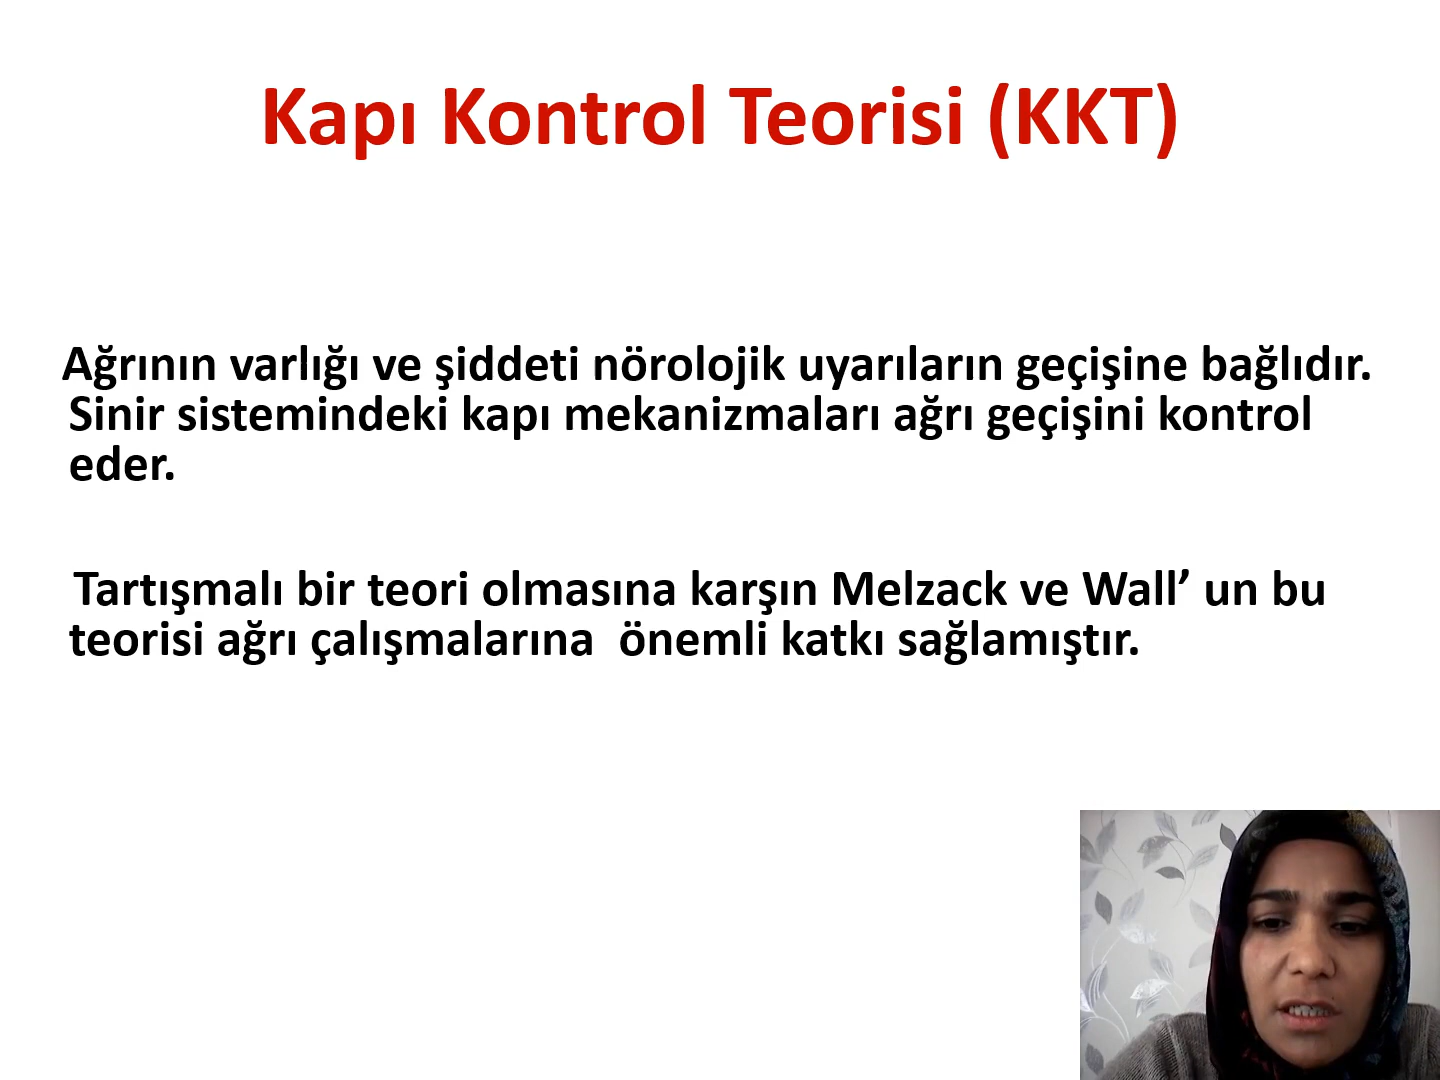 Kapı Kontrol Teorisi (KKT)
Ağrının varlığı ve şiddeti nörolojik uyarıların geçişine bağlıdır.
Sinir sistemindeki kapı mekanizmaları ağrı geçişini kontrol
eder.
Tartışmalı bir teori olmasına karşın Melzack ve Wall’ un bu
teorisi ağrı çalışmalarına  önemli katkı sağlamıştır.